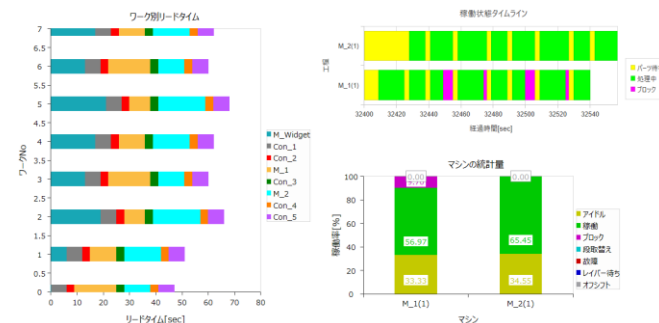 ワーク別リードタイム
7
6.5
6
5.5
5
4.5
4
3.5
3
2.5
2
1.5
1
0.5
0
ワークNo
0 20 40 60 80
リードタイム[sec]
M_Widget
Con_1
Con_2
M_1
Con_3
M_2
Con_4
Con_5
稼働状態タイムライン
工程
M_2(1)
M_1(1)
32400 32420 32440 32460 32480 32500 32520 32540
経過時間[sec]
パーツ待ち
処理中
ブロック
マシンの統計量
稼働率[%]
100
80
60
40
20
0
0.00
56.97
33.33
0.00
65.45
34.55
M_1(1) M_2(1)
マシン
アイドル
稼働
ブロック
段取替え
故障
レイバー待ち
オフシフト